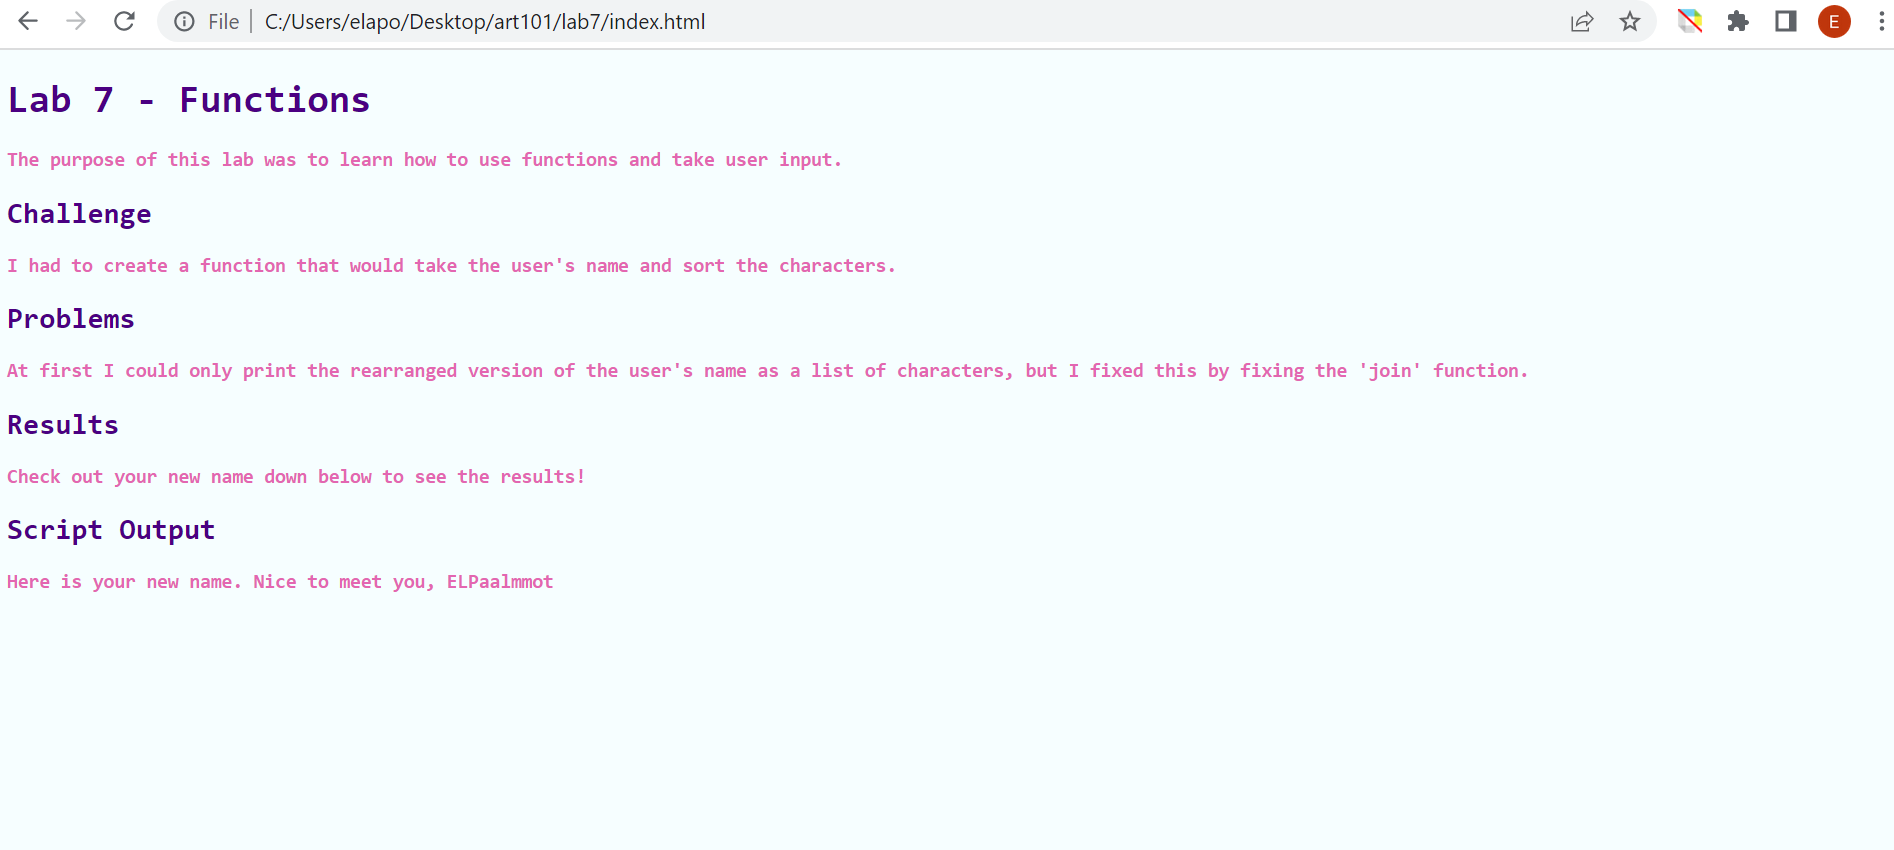 File C:/Users/elapo/Desktop/art101/lab7/index.html E
Lab 7 - Functions
The purpose of this lab was to learn how to use functions and take user input.
Challenge
I had to create a function that would take the user's name and sort the characters.
Problems
At first I could only print the rearranged version of the user's name as a list of characters, but I fixed this by fixing the 'join' function.
Results
Check out your new name down below to see the results!
Script Output
Here is your new name. Nice to meet you, ELPaalmmot